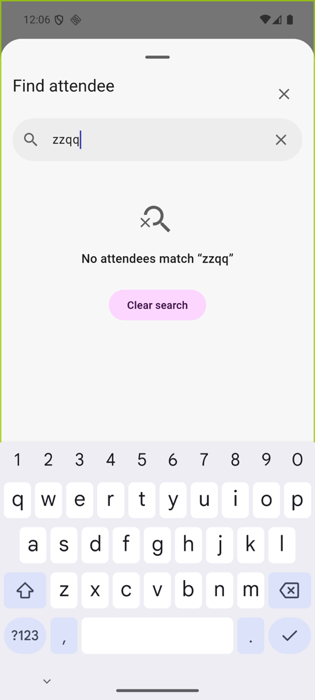 12:06
Find attendee
zzqq
No attendees match “zzqq”
Clear search
1 2 3 4 5 6 7 8 9 0
q w e r t y u i o p
a s d f g h j k l
z x c v b n m
?123 , .